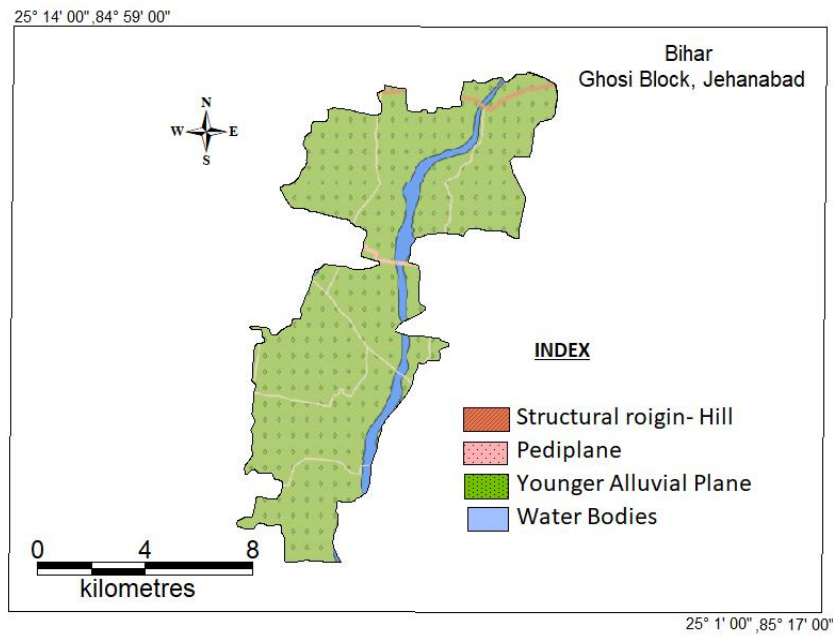 25° 14' 00",84° 59' 00"
Bihar
Ghosi Block, Jehanabad
N
W E
S
INDEX
Structural roigin- Hill
Pediplane
Younger Alluvial Plane
Water Bodies
0 4 8
kilometres
25° 1' 00",85° 17' 00"